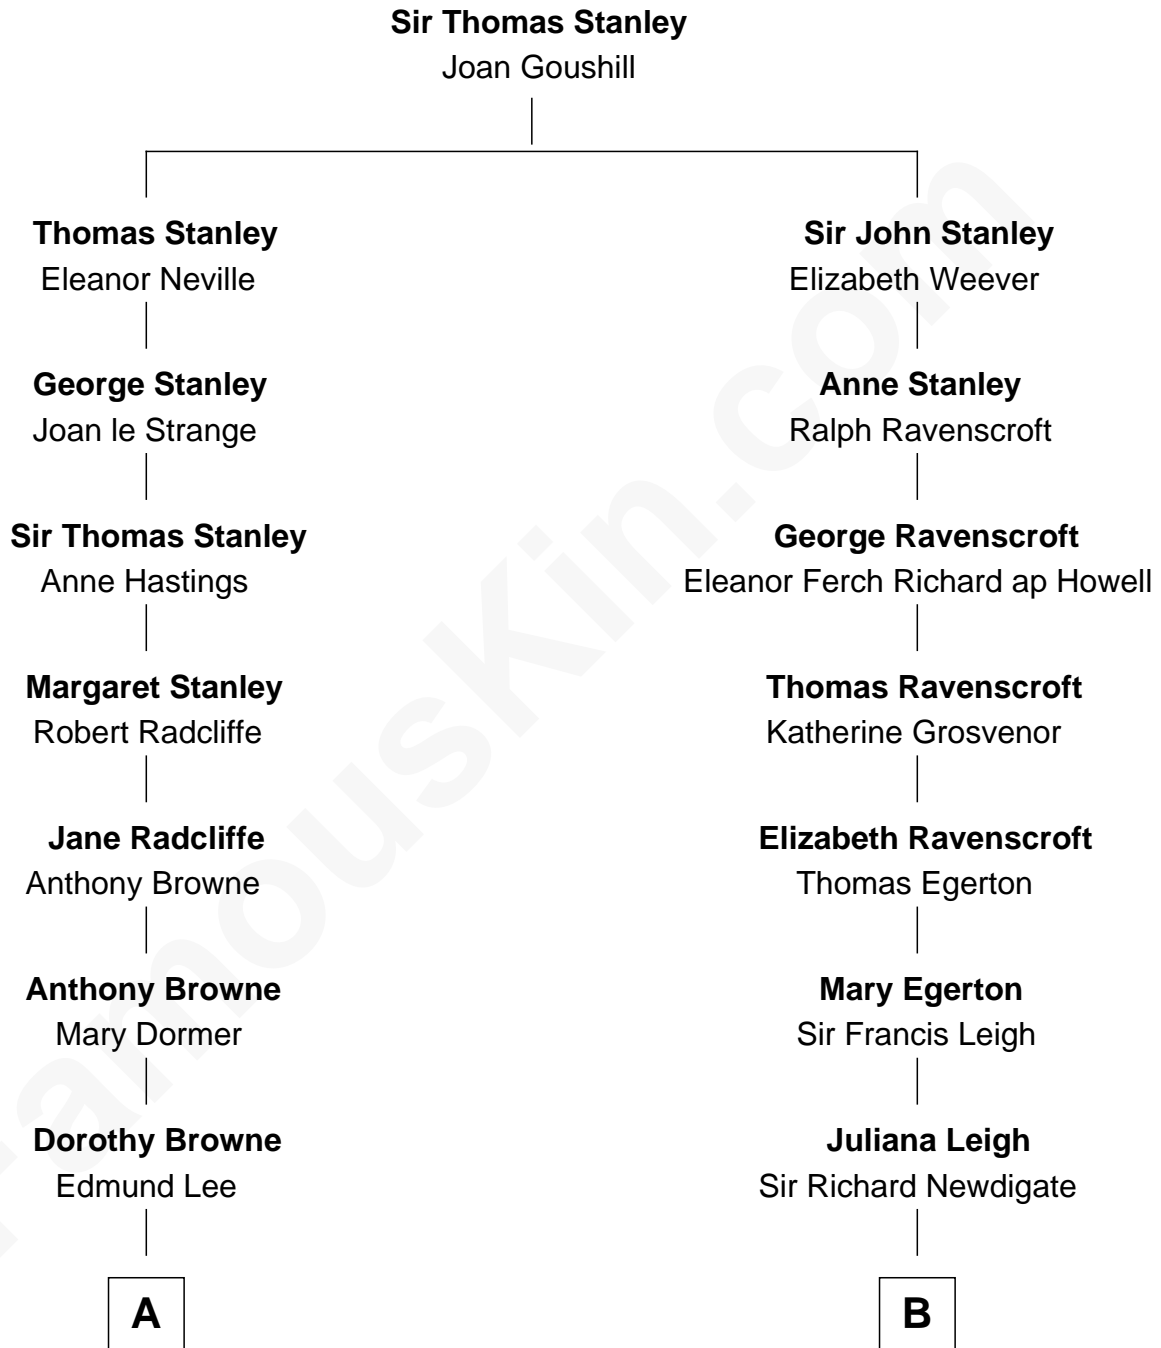 Sir Thomas Stanley
Joan Goushill
Thomas Stanley
Eleanor Neville
Sir John Stanley
Elizabeth Weever
George Stanley
Joan le Strange
Anne Stanley
Ralph Ravenscroft
Sir Thomas Stanley
Anne Hastings
George Ravenscroft
Eleanor Ferch Richard ap Howell
Margaret Stanley
Robert Radcliffe
Thomas Ravenscroft
Katherine Grosvenor
Jane Radcliffe
Anthony Browne
Elizabeth Ravenscroft
Thomas Egerton
Anthony Browne
Mary Dormer
Mary Egerton
Sir Francis Leigh
Dorothy Browne
Edmund Lee
Juliana Leigh
Sir Richard Newdigate
A
B
FamousKin.com